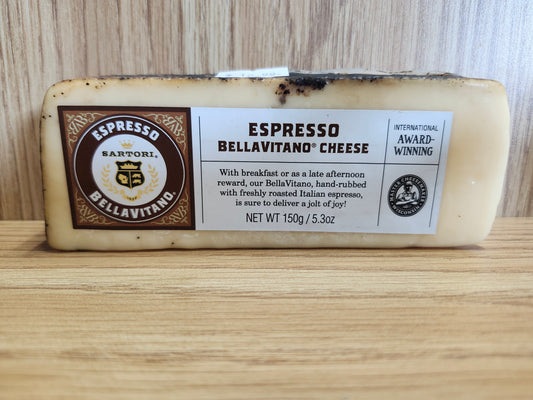 ESPRESSO
SARTORI®
BELLAVITANO®
ESPRESSO
BELLAVITANO® CHEESE
With breakfast or as a late afternoon
reward, our BellaVitano, hand-rubbed
with freshly roasted Italian espresso,
is sure to deliver a jolt of joy!
NET WT 150g / 5.3oz
INTERNATIONAL
AWARD-
WINNING
WISCONSIN